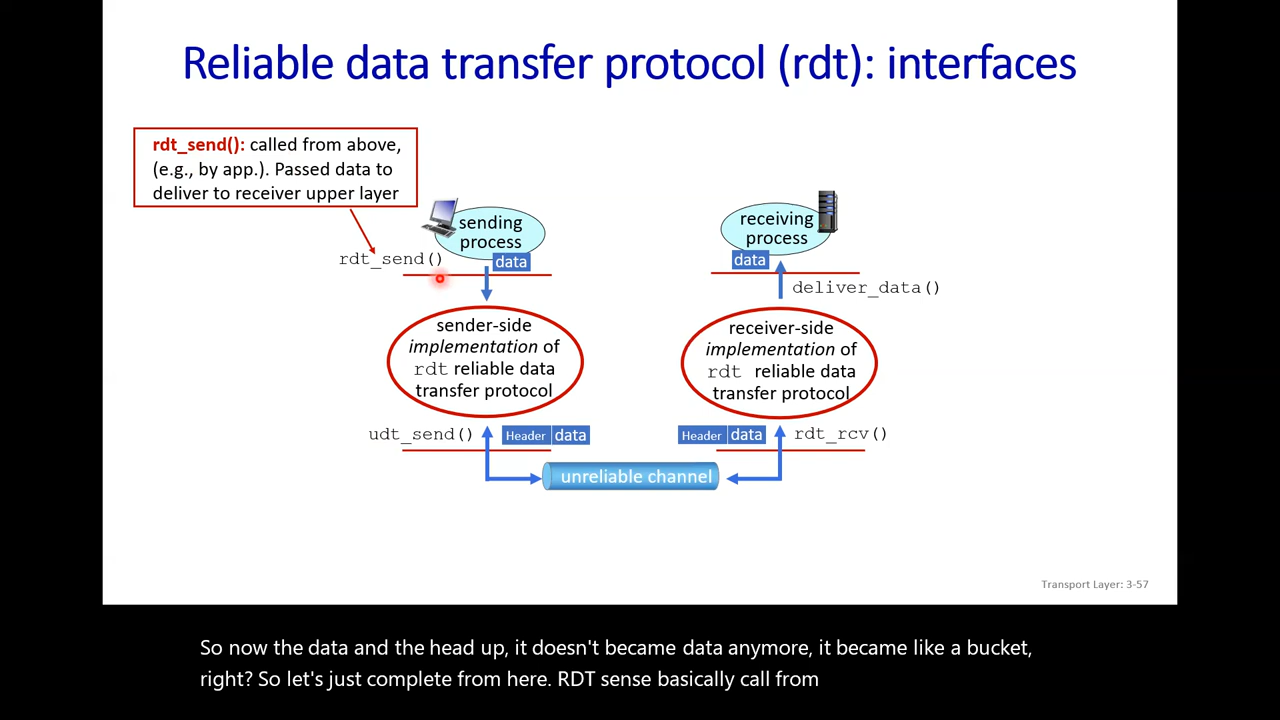 Reliable data transfer protocol (rdt): interfaces
rdt_send(): called from above,
(e.g., by app.). Passed data to
deliver to receiver upper layer
sending
process
rdt_send()
data
receiving
process
data
deliver_data()
sender-side
implementation of
rdt reliable data
transfer protocol
receiver-side
implementation of
rdt reliable data
transfer protocol
udt_send()
Header data
Header data
rdt_rcv()
unreliable channel
Transport Layer: 3-57
So now the data and the head up, it doesn't became data anymore, it became like a bucket,
right? So let's just complete from here. RDT sense basically call from